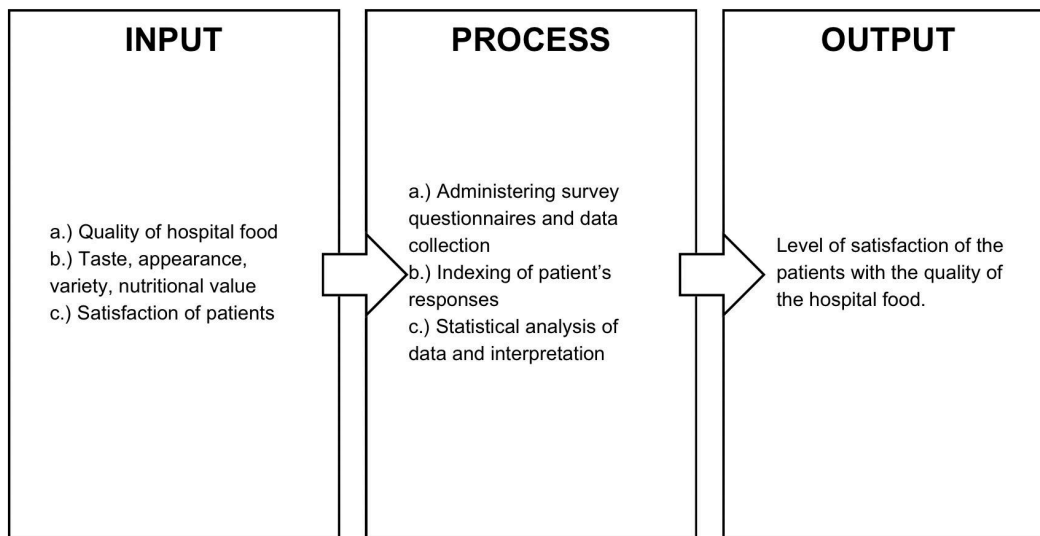 INPUT
a.) Quality of hospital food
b.) Taste, appearance,
variety, nutritional value
c.) Satisfaction of patients
PROCESS
a.) Administering survey
questionnaires and data
collection
b.) Indexing of patient’s
responses
c.) Statistical analysis of
data and interpretation
OUTPUT
Level of satisfaction of the
patients with the quality of
the hospital food.